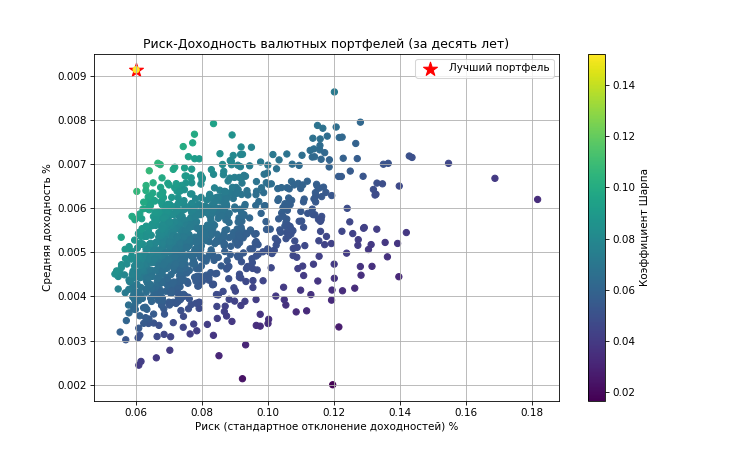 Риск-Доходность валютных портфелей (за десять лет)
Лучший портфель
Средняя доходность %
0.009
0.008
0.007
0.006
0.005
0.004
0.003
0.002
0.06 0.08 0.10 0.12 0.14 0.16 0.18
Риск (стандартное отклонение доходностей) %
0.14
0.12
0.10
0.08
0.06
0.04
0.02
Коэффициент Шарпа